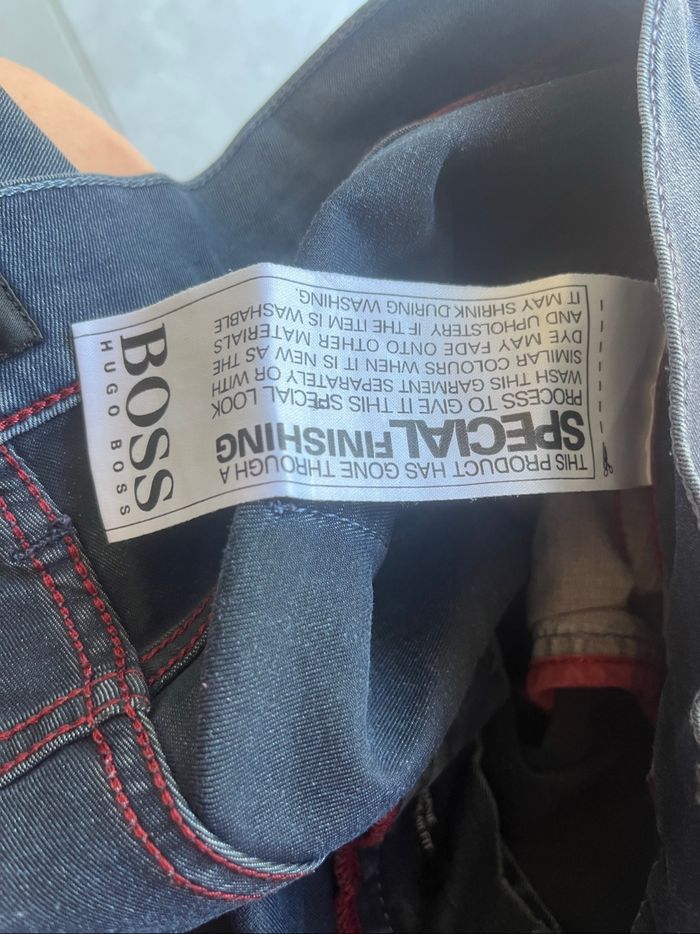 BOSS
HUGO BOSS
THIS PRODUCT HAS GONE THROUGH A
SPECIAL FINISHING
PROCESS TO GIVE IT THIS SPECIAL LOOK
WASH THIS GARMENT SEPARATELY OR WITH
SIMILAR COLOURS WHEN IT IS NEW AS THE
DYE MAY FADE ONTO OTHER MATERIALS
AND UPHOLSTERY. IF THE ITEM IS WASHABLE
IT MAY SHRINK DURING WASHING.